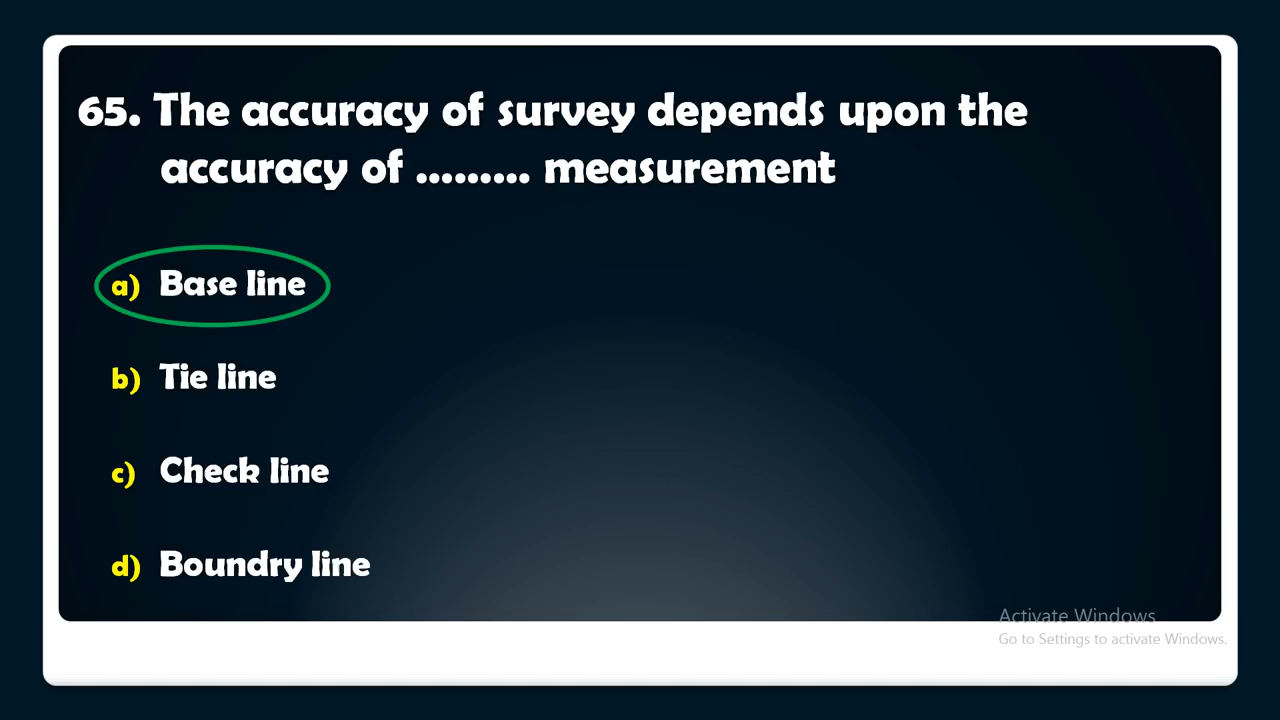 65. The accuracy of survey depends upon the
accuracy of ......... measurement
a) Base line
b) Tie line
c) Check line
d) Boundry line
Activate Windows
Go to Settings to activate Windows.